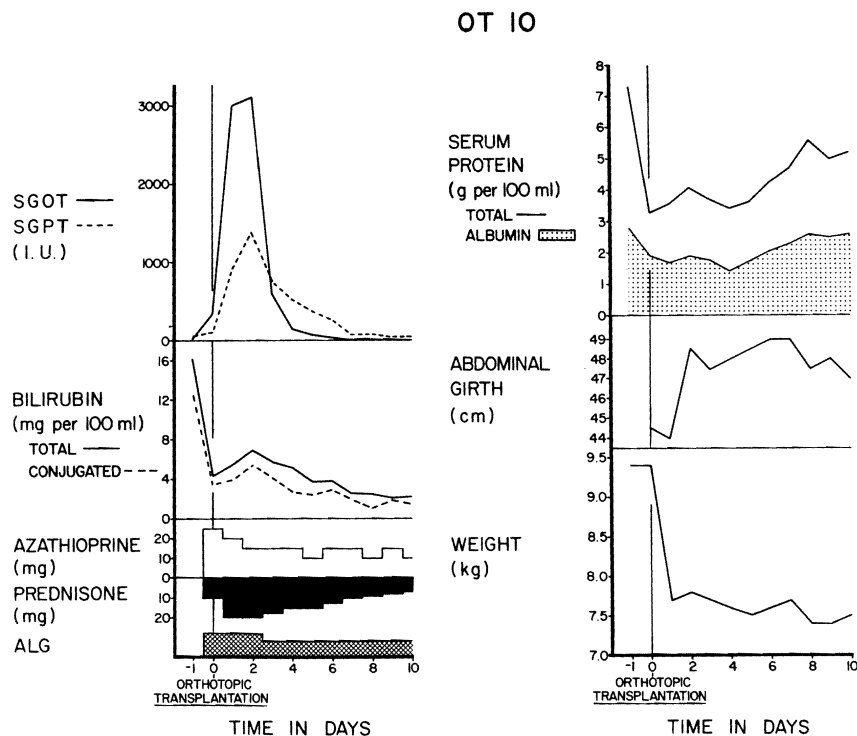 OT 10
3000
2000
1000
0
SGOT
SGPT
(I.U.)
16
12
8
4
0
BILIRUBIN
(mg per 100 ml)
TOTAL
CONJUGATED
AZATHIOPRINE
(mg)
20
10
0
PREDNISONE
(mg)
10
20
ALG
-1 0 2 4 6 8 10
ORTHOTOPIC
TRANSPLANTATION
TIME IN DAYS
8
7
6
5
4
3
2
1
0
SERUM
PROTEIN
(g per 100 ml)
TOTAL
ALBUMIN
49
48
47
46
45
44
ABDOMINAL
GIRTH
(cm)
9.5
9.0
8.5
8.0
7.5
7.0
WEIGHT
(kg)
-1 0 2 4 6 8 10
ORTHOTOPIC
TRANSPLANTATION
TIME IN DAYS